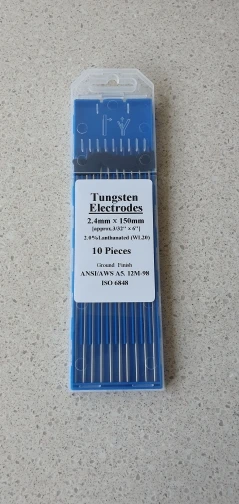 Tungsten
Electrodes
2.4mm x 150mm
[approx.3/32" x 6"]
2.0%Lanthanated (WL20)
10 Pieces
Ground Finish
ANSI/AWS A5. 12M-98
ISO 6848